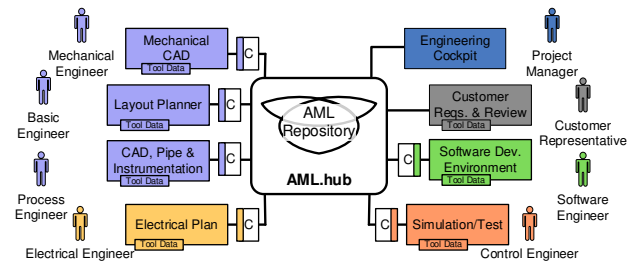 Mechanical
Engineer
Mechanical
CAD
Tool Data
C
Engineering
Cockpit
Project
Manager
Basic
Engineer
Layout Planner
Tool Data
C
AML
Repository
AML.hub
Customer
Reqs. & Review
Tool Data
Customer
Representative
Process
Engineer
CAD, Pipe &
Instrumentation
Tool Data
C
C
Software Dev.
Environment
Tool Data
Software
Engineer
Electrical Engineer
Electrical Plan
Tool Data
C
C
Simulation/Test
Tool Data
Control Engineer